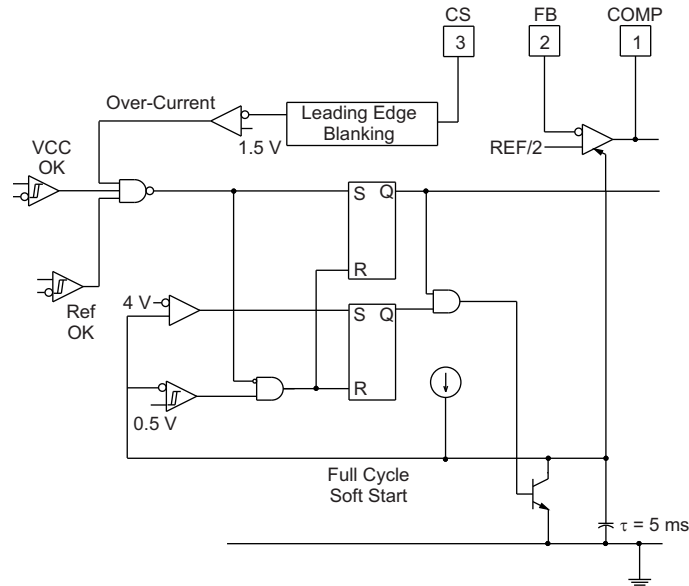 CS
FB
COMP
3
2
1
Over-Current
Leading Edge
Blanking
1.5 V
REF/2
VCC
OK
S
Q
R
Ref
OK
4 V
S
Q
R
0.5 V
Full Cycle
Soft Start
τ = 5 ms